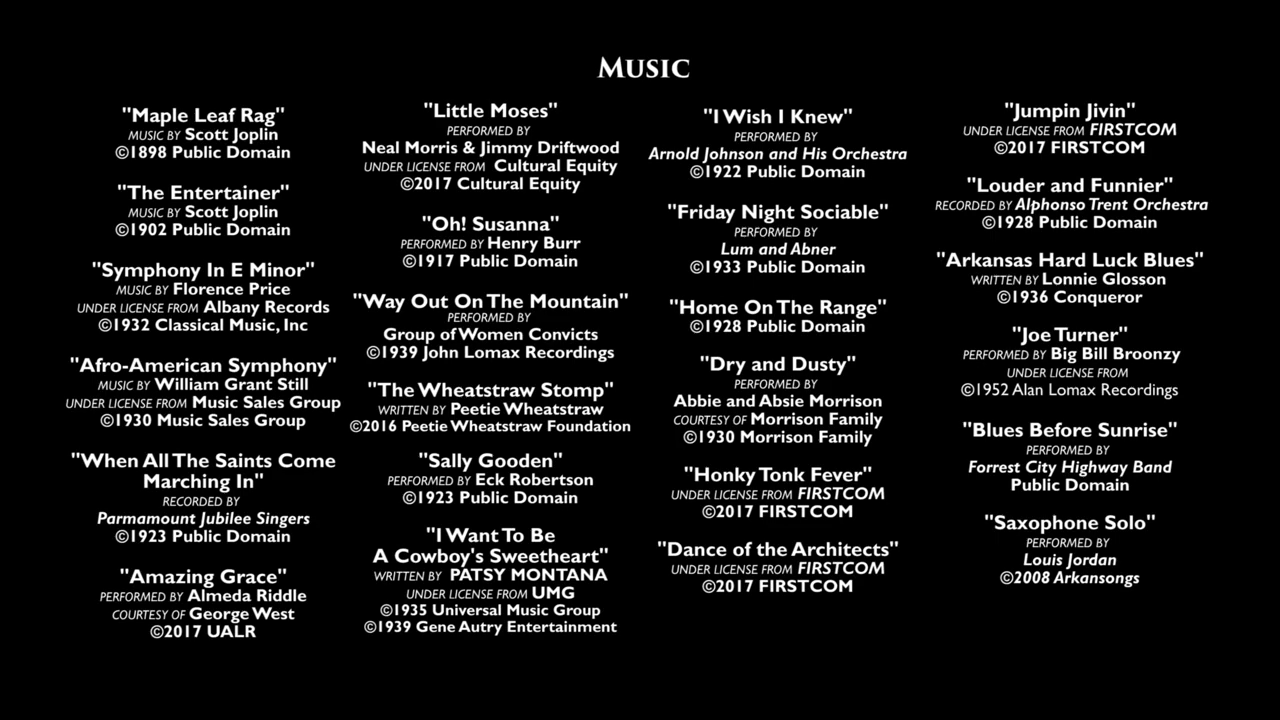 MUSIC
"Maple Leaf Rag"
MUSIC BY Scott Joplin
©1898 Public Domain
"The Entertainer"
MUSIC BY Scott Joplin
©1902 Public Domain
"Symphony In E Minor"
MUSIC BY Florence Price
UNDER LICENSE FROM Albany Records
©1932 Classical Music, Inc
"Afro-American Symphony"
MUSIC BY William Grant Still
UNDER LICENSE FROM Music Sales Group
©1930 Music Sales Group
"When All The Saints Come
Marching In"
RECORDED BY
Parmamount Jubilee Singers
©1923 Public Domain
"Amazing Grace"
PERFORMED BY Almeda Riddle
COURTESY OF George West
©2017 UALR
"Little Moses"
PERFORMED BY
Neal Morris & Jimmy Driftwood
UNDER LICENSE FROM Cultural Equity
©2017 Cultural Equity
"Oh! Susanna"
PERFORMED BY Henry Burr
©1917 Public Domain
"Way Out On The Mountain"
PERFORMED BY
Group of Women Convicts
©1939 John Lomax Recordings
"The Wheatstraw Stomp"
WRITTEN BY Peetie Wheatstraw
©2016 Peetie Wheatstraw Foundation
"Sally Gooden"
PERFORMED BY Eck Robertson
©1923 Public Domain
"I Want To Be
A Cowboy's Sweetheart"
WRITTEN BY PATSY MONTANA
UNDER LICENSE FROM UMG
©1935 Universal Music Group
©1939 Gene Autry Entertainment
"I Wish I Knew"
PERFORMED BY
Arnold Johnson and His Orchestra
©1922 Public Domain
"Friday Night Sociable"
PERFORMED BY
Lum and Abner
©1933 Public Domain
"Home On The Range"
©1928 Public Domain
"Dry and Dusty"
PERFORMED BY
Abbie and Absie Morrison
COURTESY OF Morrison Family
©1930 Morrison Family
"Honky Tonk Fever"
UNDER LICENSE FROM FIRSTCOM
©2017 FIRSTCOM
"Dance of the Architects"
UNDER LICENSE FROM FIRSTCOM
©2017 FIRSTCOM
"Jumpin Jivin"
UNDER LICENSE FROM FIRSTCOM
©2017 FIRSTCOM
"Louder and Funnier"
RECORDED BY Alphonso Trent Orchestra
©1928 Public Domain
"Arkansas Hard Luck Blues"
WRITTEN BY Lonnie Glosson
©1936 Conqueror
"Joe Turner"
PERFORMED BY Big Bill Broonzy
UNDER LICENSE FROM
©1952 Alan Lomax Recordings
"Blues Before Sunrise"
PERFORMED BY
Forrest City Highway Band
Public Domain
"Saxophone Solo"
PERFORMED BY
Louis Jordan
©2008 Arkansongs